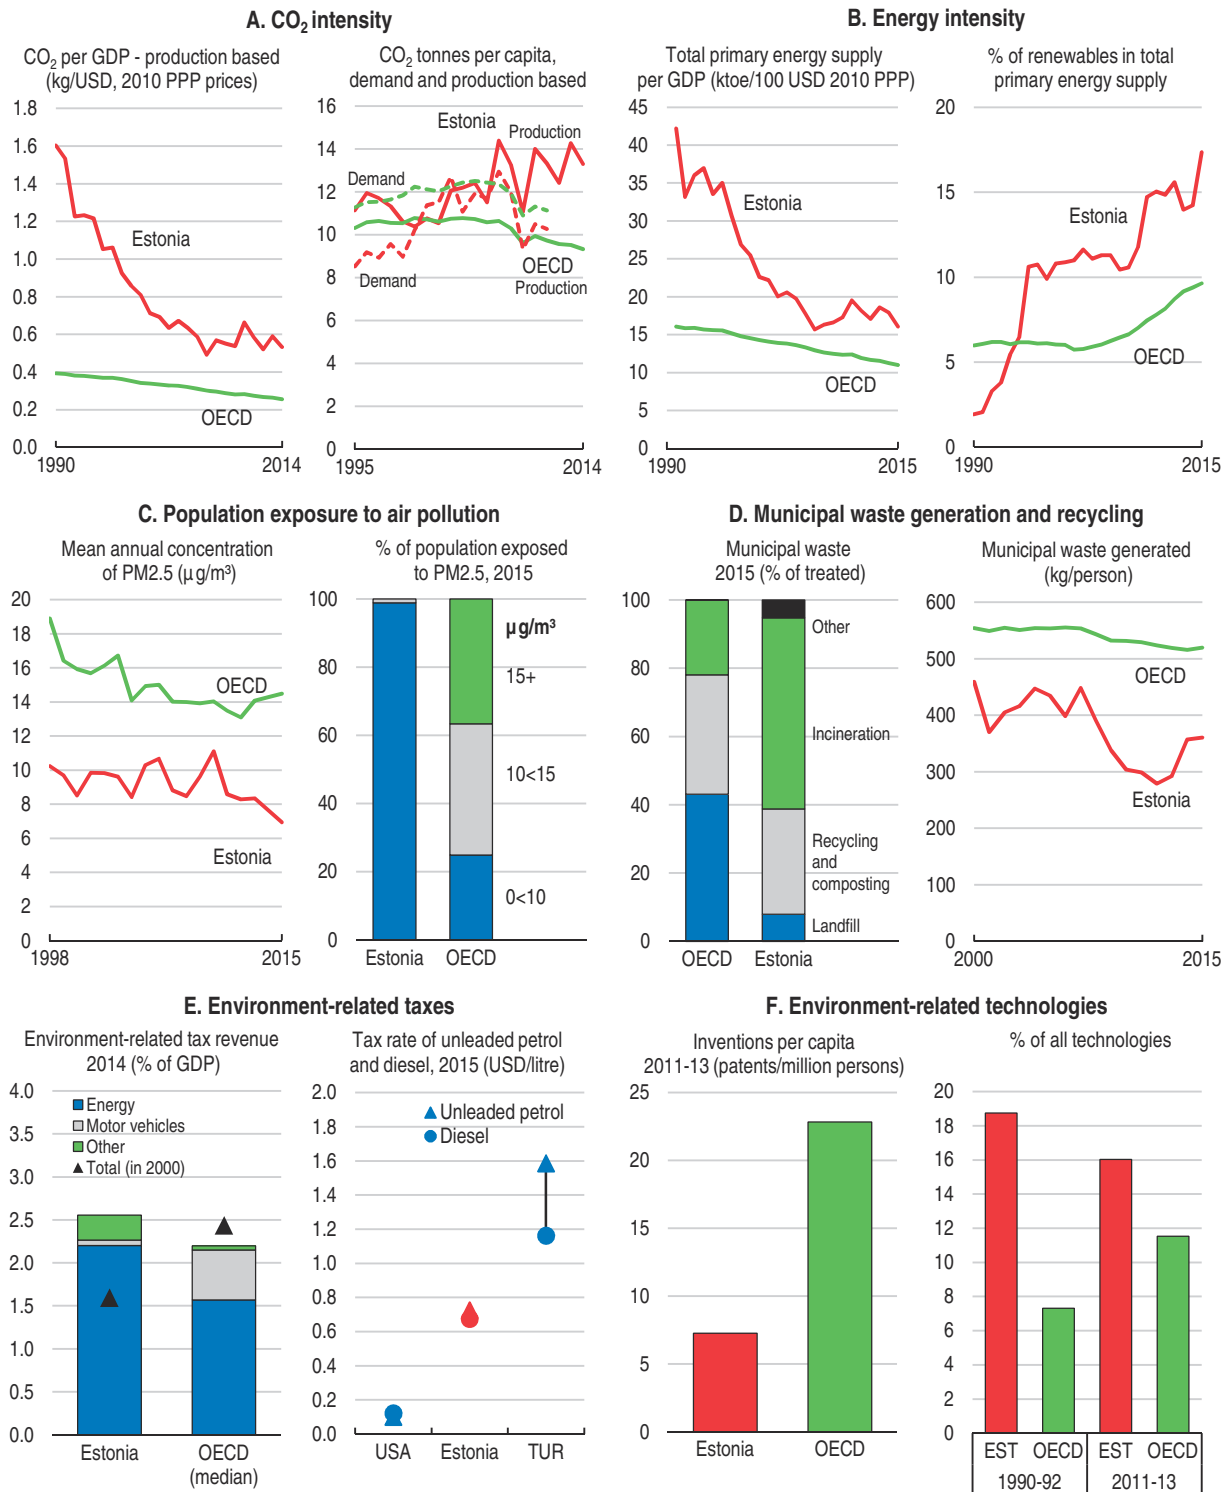 A. CO2 intensity
CO2 per GDP - production based
(kg/USD, 2010 PPP prices)
1.8
1.6
1.4
1.2
1.0
0.8
0.6
0.4
0.2
0.0
Estonia
OECD
1990
2014
CO2 tonnes per capita,
demand and production based
16
14
12
10
8
6
4
2
0
Estonia
Production
Demand
Demand
OECD
Production
1995
2014
B. Energy intensity
Total primary energy supply
per GDP (ktoe/100 USD 2010 PPP)
45
40
35
30
25
20
15
10
5
0
Estonia
OECD
1990
2015
% of renewables in total
primary energy supply
20
15
10
5
0
Estonia
OECD
1990
2015
C. Population exposure to air pollution
Mean annual concentration
of PM2.5 (µg/m³)
20
18
16
14
12
10
8
6
4
2
0
OECD
Estonia
1998
2015
% of population exposed
to PM2.5, 2015
100
80
60
40
20
0
µg/m³
15+
10<15
0<10
Estonia
OECD
D. Municipal waste generation and recycling
Municipal waste
2015 (% of treated)
100
80
60
40
20
0
Other
Incineration
Recycling
and
composting
Landfill
OECD
Estonia
Municipal waste generated
(kg/person)
600
500
400
300
200
100
0
OECD
Estonia
2000
2015
E. Environment-related taxes
Environment-related tax revenue
2014 (% of GDP)
4.0
3.5
3.0
2.5
2.0
1.5
1.0
0.5
0.0
Energy
Motor vehicles
Other
Total (in 2000)
Estonia
OECD
(median)
Tax rate of unleaded petrol
and diesel, 2015 (USD/litre)
2.0
1.8
1.6
1.4
1.2
1.0
0.8
0.6
0.4
0.2
0.0
Unleaded petrol
Diesel
USA
Estonia
TUR
F. Environment-related technologies
Inventions per capita
2011-13 (patents/million persons)
25
20
15
10
5
0
Estonia
OECD
% of all technologies
20
18
16
14
12
10
8
6
4
2
0
EST OECD EST OECD
1990-92 2011-13